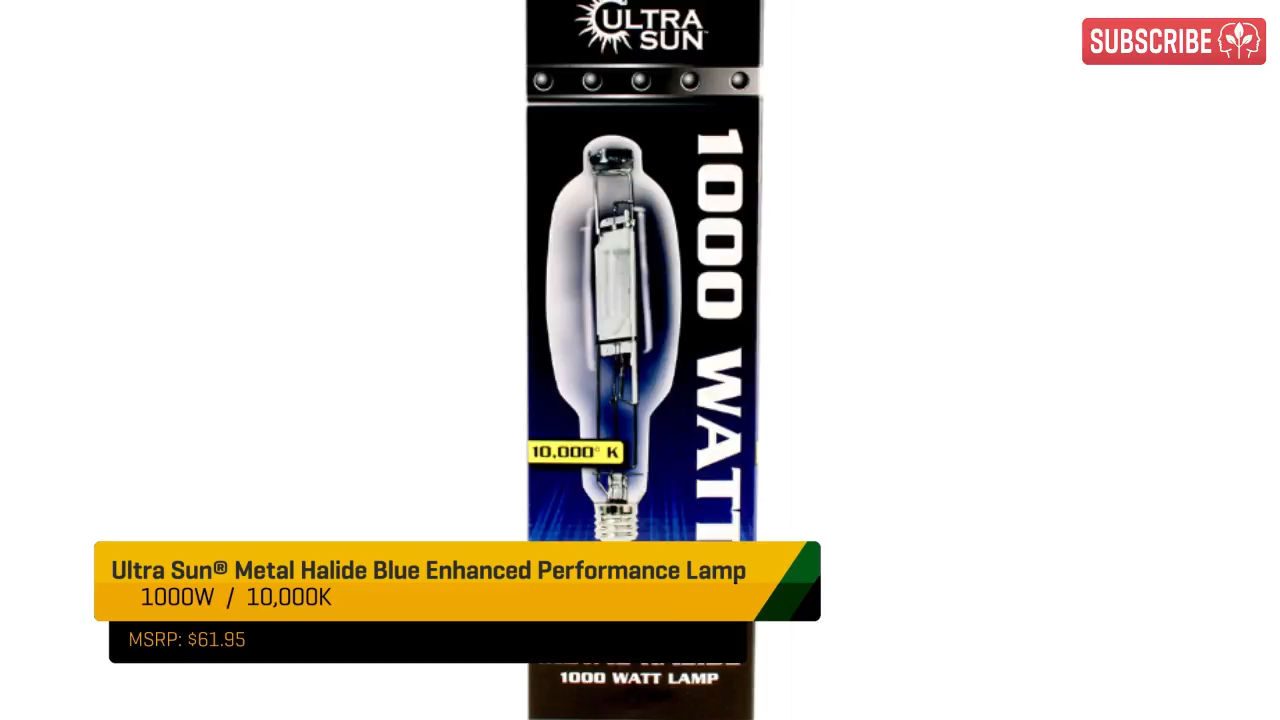 ULTRA
SUN™
SUBSCRIBE
1000 WATT
10,000° K
Ultra Sun® Metal Halide Blue Enhanced Performance Lamp
1000W / 10,000K
MSRP: $61.95
1000 WATT LAMP